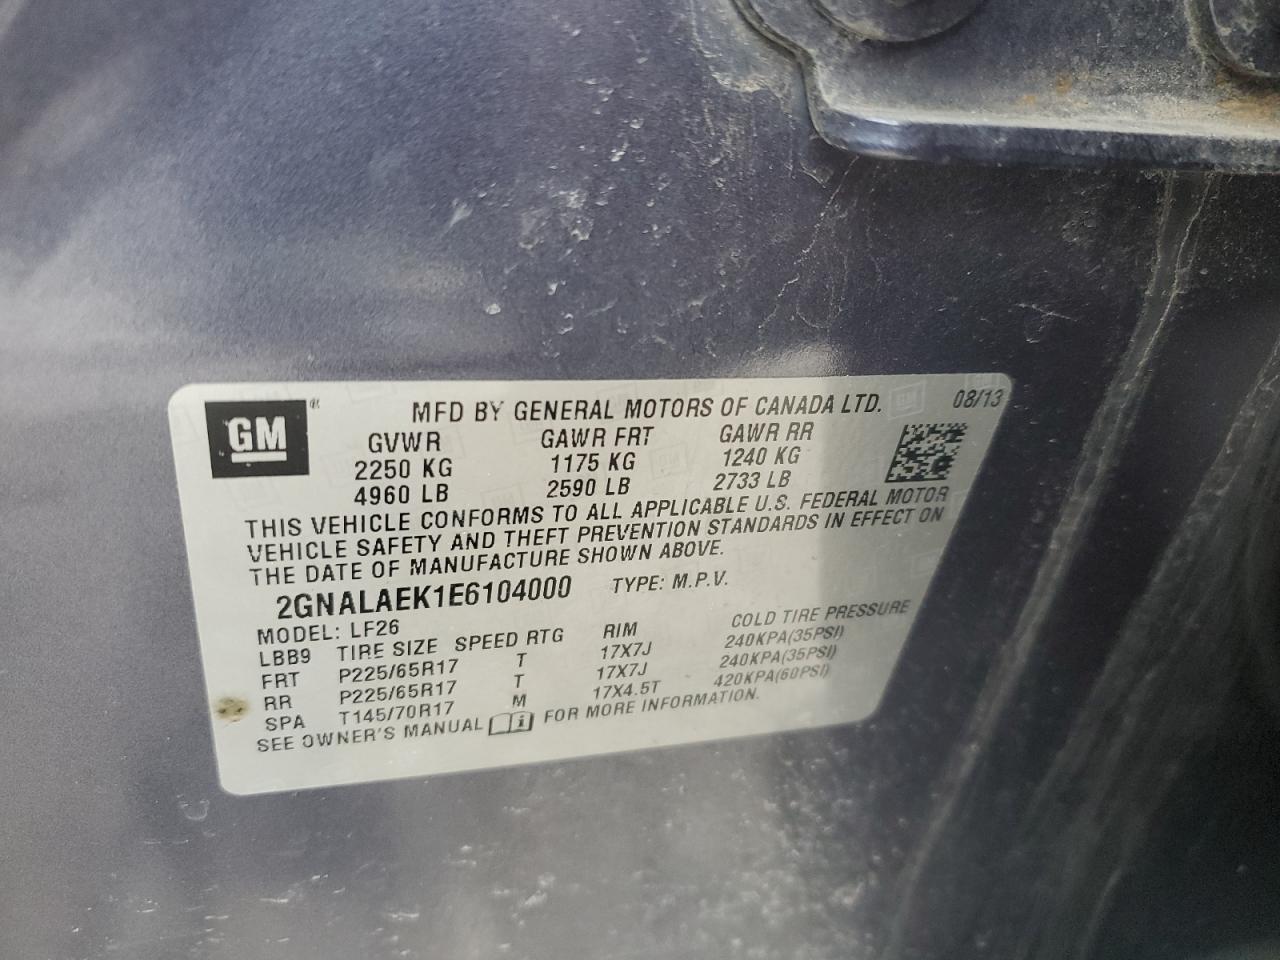 GM ®
MFD BY GENERAL MOTORS OF CANADA LTD. 08/13
GVWR GAWR FRT GAWR RR
2250 KG 1175 KG 1240 KG
4960 LB 2590 LB 2733 LB
THIS VEHICLE CONFORMS TO ALL APPLICABLE U.S. FEDERAL MOTOR
VEHICLE SAFETY AND THEFT PREVENTION STANDARDS IN EFFECT ON
THE DATE OF MANUFACTURE SHOWN ABOVE.
2GNALAEK1E6104000 TYPE: M.P.V.
MODEL: LF26
LBB9 TIRE SIZE SPEED RTG RIM COLD TIRE PRESSURE
FRT P225/65R17 T 17X7J 240KPA(35PSI)
RR P225/65R17 T 17X7J 240KPA(35PSI)
SPA T145/70R17 M 17X4.5T 420KPA(60PSI)
SEE OWNER'S MANUAL FOR MORE INFORMATION.